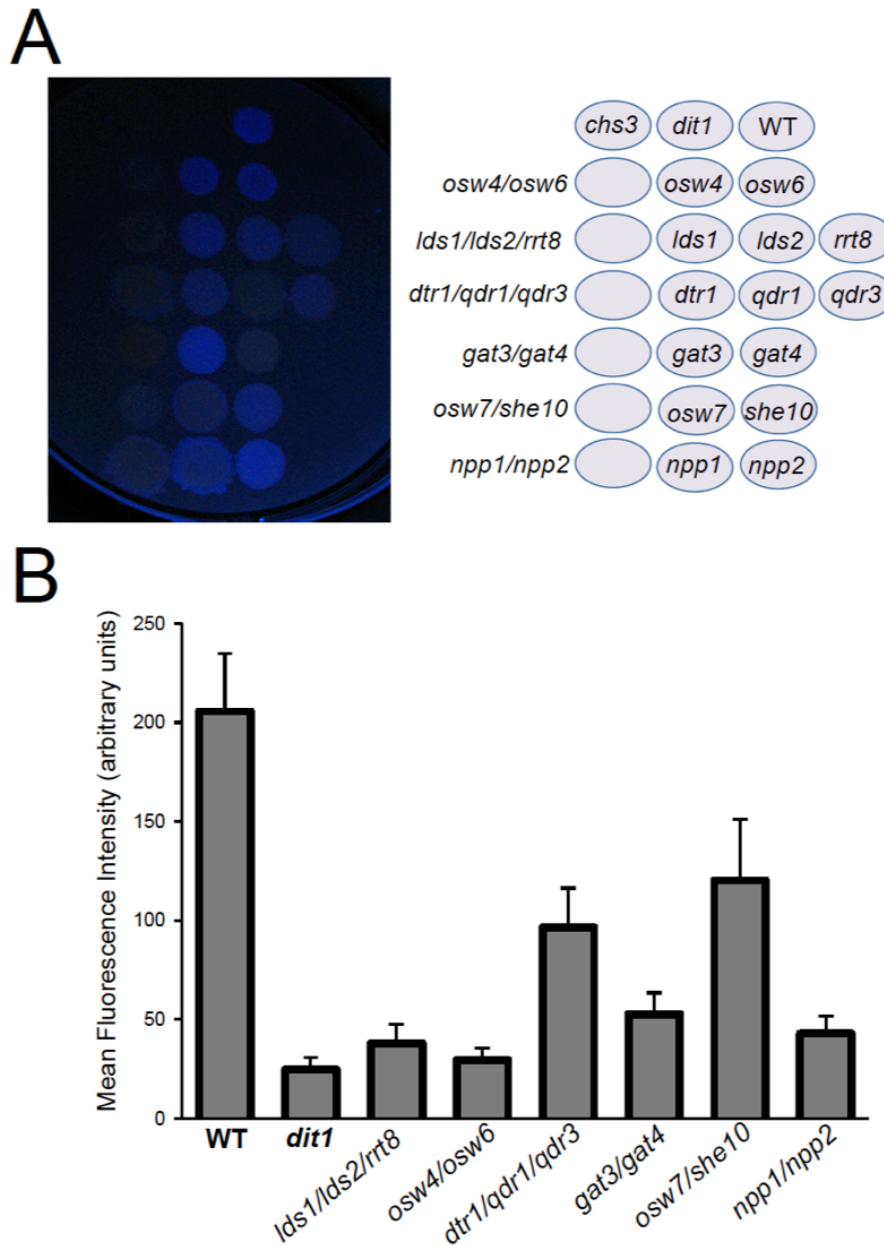 A
chs3 dit1 WT
osw4/osw6 osw4 osw6
lds1/lds2/rrt8 lds1 lds2 rrt8
dtr1/qdr1/qdr3 dtr1 qdr1 qdr3
gat3/gat4 gat3 gat4
osw7/she10 osw7 she10
npp1/npp2 npp1 npp2
B
Mean Fluorescence Intensity (arbitrary units)
250
200
150
100
50
0
WT dit1 lds1/lds2/rrt8 osw4/osw6 dtr1/qdr1/qdr3 gat3/gat4 osw7/she10 npp1/npp2